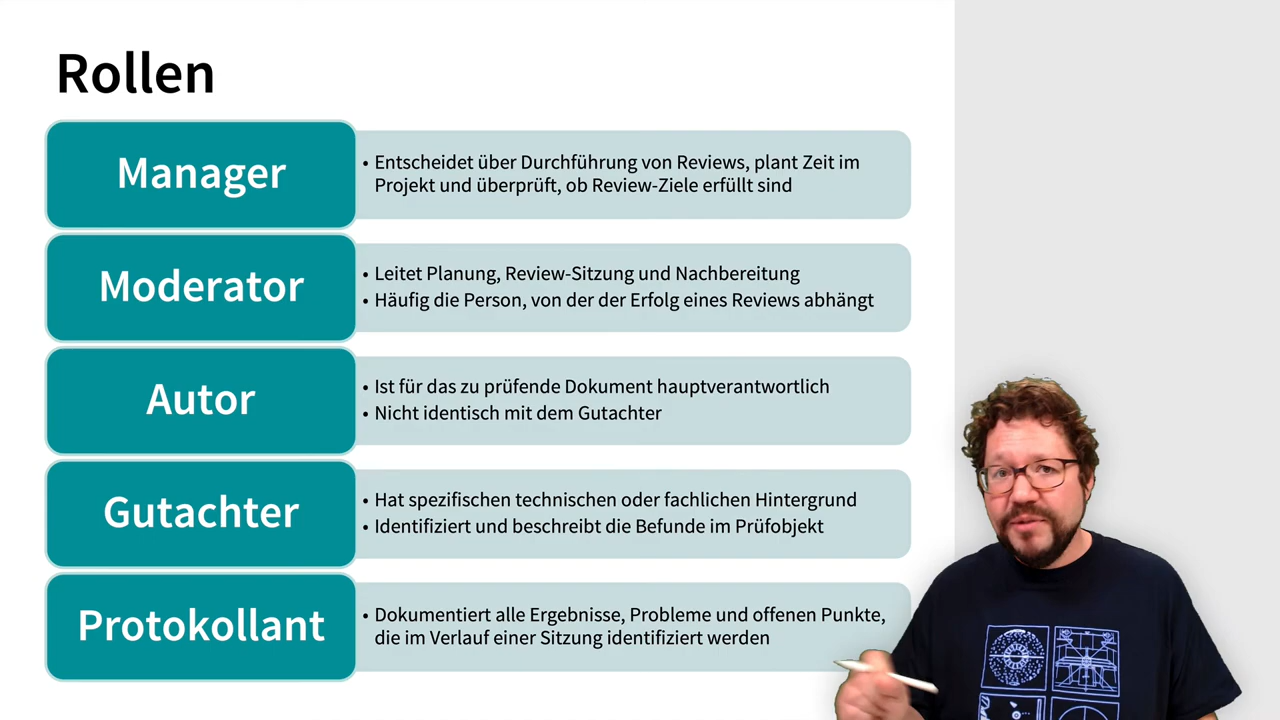 Rollen
Manager
• Entscheidet über Durchführung von Reviews, plant Zeit im
Projekt und überprüft, ob Review-Ziele erfüllt sind
Moderator
• Leitet Planung, Review-Sitzung und Nachbereitung
• Häufig die Person, von der der Erfolg eines Reviews abhängt
Autor
• Ist für das zu prüfende Dokument hauptverantwortlich
• Nicht identisch mit dem Gutachter
Gutachter
• Hat spezifischen technischen oder fachlichen Hintergrund
• Identifiziert und beschreibt die Befunde im Prüfobjekt
Protokollant
• Dokumentiert alle Ergebnisse, Probleme und offenen Punkte,
die im Verlauf einer Sitzung identifiziert werden